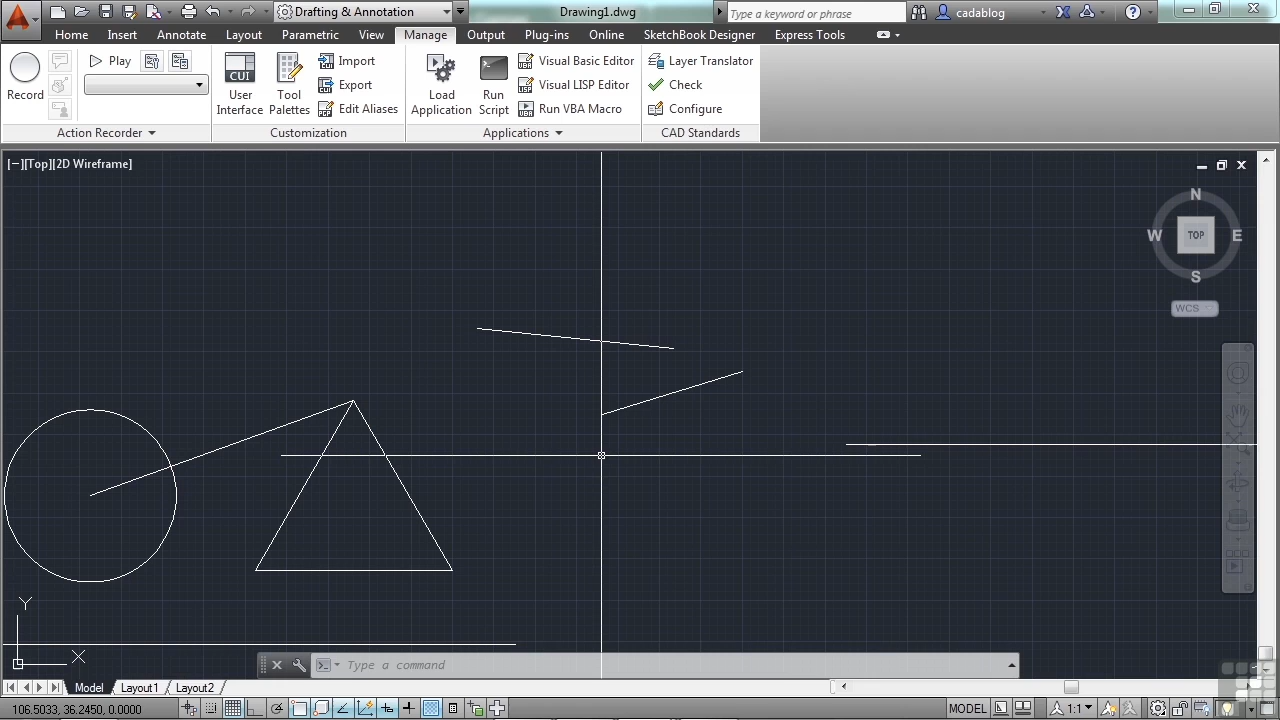 Drafting & Annotation Drawing1.dwg Type a keyword or phrase cadablog
Home Insert Annotate Layout Parametric View Manage Output Plug-ins Online SketchBook Designer Express Tools
Record Play
Action Recorder
CUI
User
Interface
Tool
Palettes
Import
Export
Edit Aliases
Customization
Load
Application
Run
Script
Visual Basic Editor
Visual LISP Editor
Run VBA Macro
Applications
Layer Translator
Check
Configure
CAD Standards
[−][Top][2D Wireframe]
N
W TOP E
S
WCS
Y
X
Type a command
Model Layout1 Layout2
106.5033, 36.2450, 0.0000 MODEL 1:1